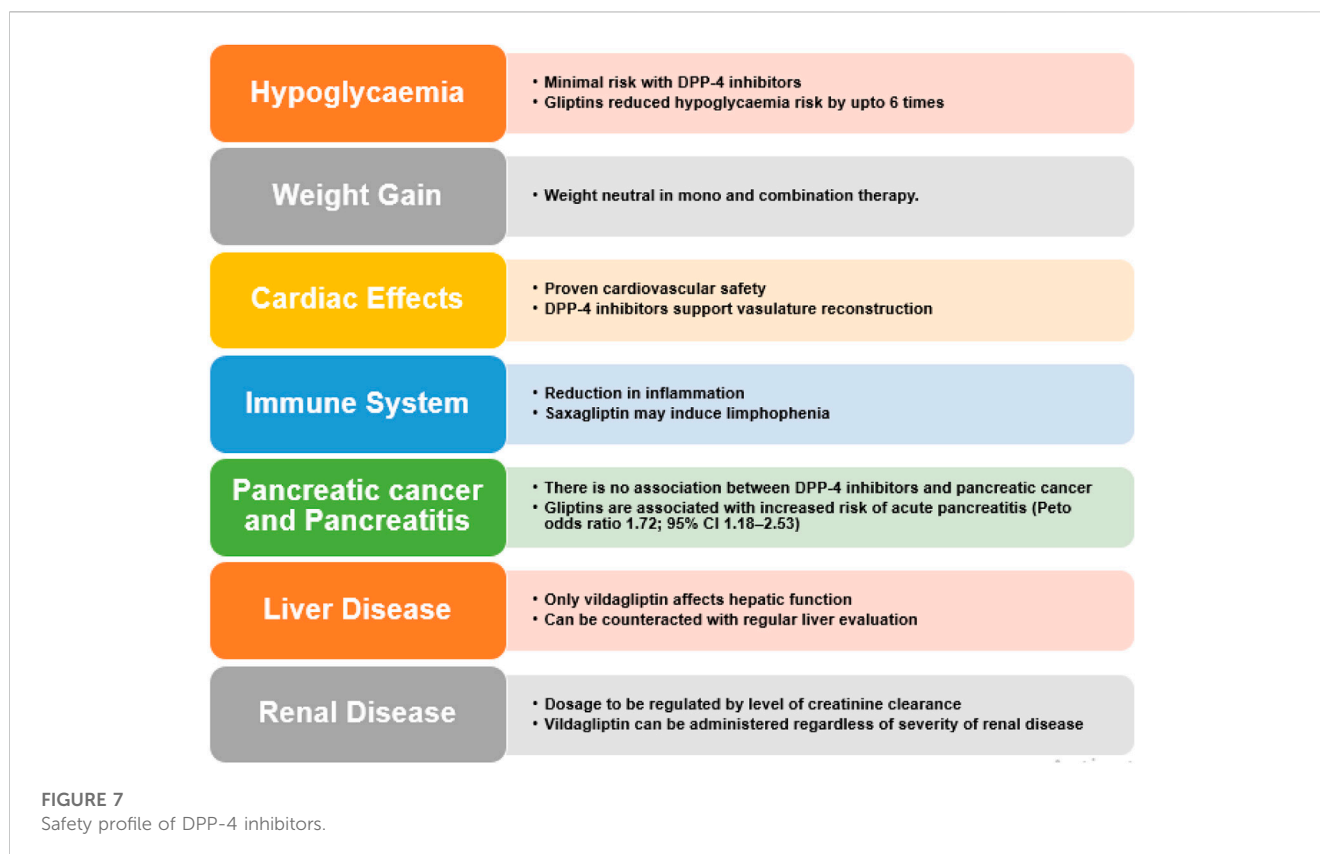 Hypoglycaemia
• Minimal risk with DPP-4 inhibitors
• Gliptins reduced hypoglycaemia risk by upto 6 times
Weight Gain
• Weight neutral in mono and combination therapy.
Cardiac Effects
• Proven cardiovascular safety
• DPP-4 inhibitors support vasulature reconstruction
Immune System
• Reduction in inflammation
• Saxagliptin may induce limphophenia
Pancreatic cancer
and Pancreatitis
• There is no association between DPP-4 inhibitors and pancreatic cancer
• Gliptins are associated with increased risk of acute pancreatitis (Peto
odds ratio 1.72; 95% CI 1.18–2.53)
Liver Disease
• Only vildagliptin affects hepatic function
• Can be counteracted with regular liver evaluation
Renal Disease
• Dosage to be regulated by level of creatinine clearance
• Vildagliptin can be administered regardless of severity of renal disease
FIGURE 7
Safety profile of DPP-4 inhibitors.